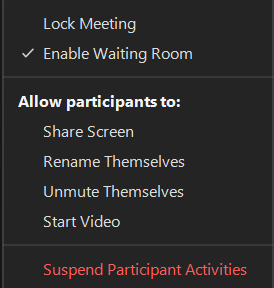 Lock Meeting
Enable Waiting Room
Allow participants to:
Share Screen
Rename Themselves
Unmute Themselves
Start Video
Suspend Participant Activities